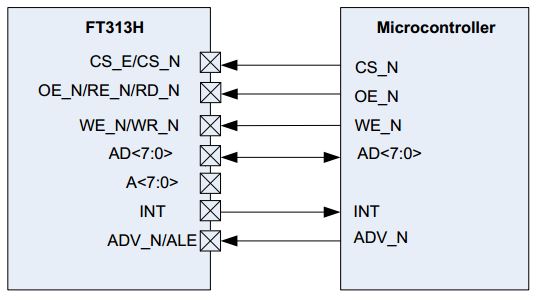 FT313H Microcontroller
CS_E/CS_N CS_N
OE_N/RE_N/RD_N OE_N
WE_N/WR_N WE_N
AD<7:0> AD<7:0>
A<7:0>
INT INT
ADV_N/ALE ADV_N